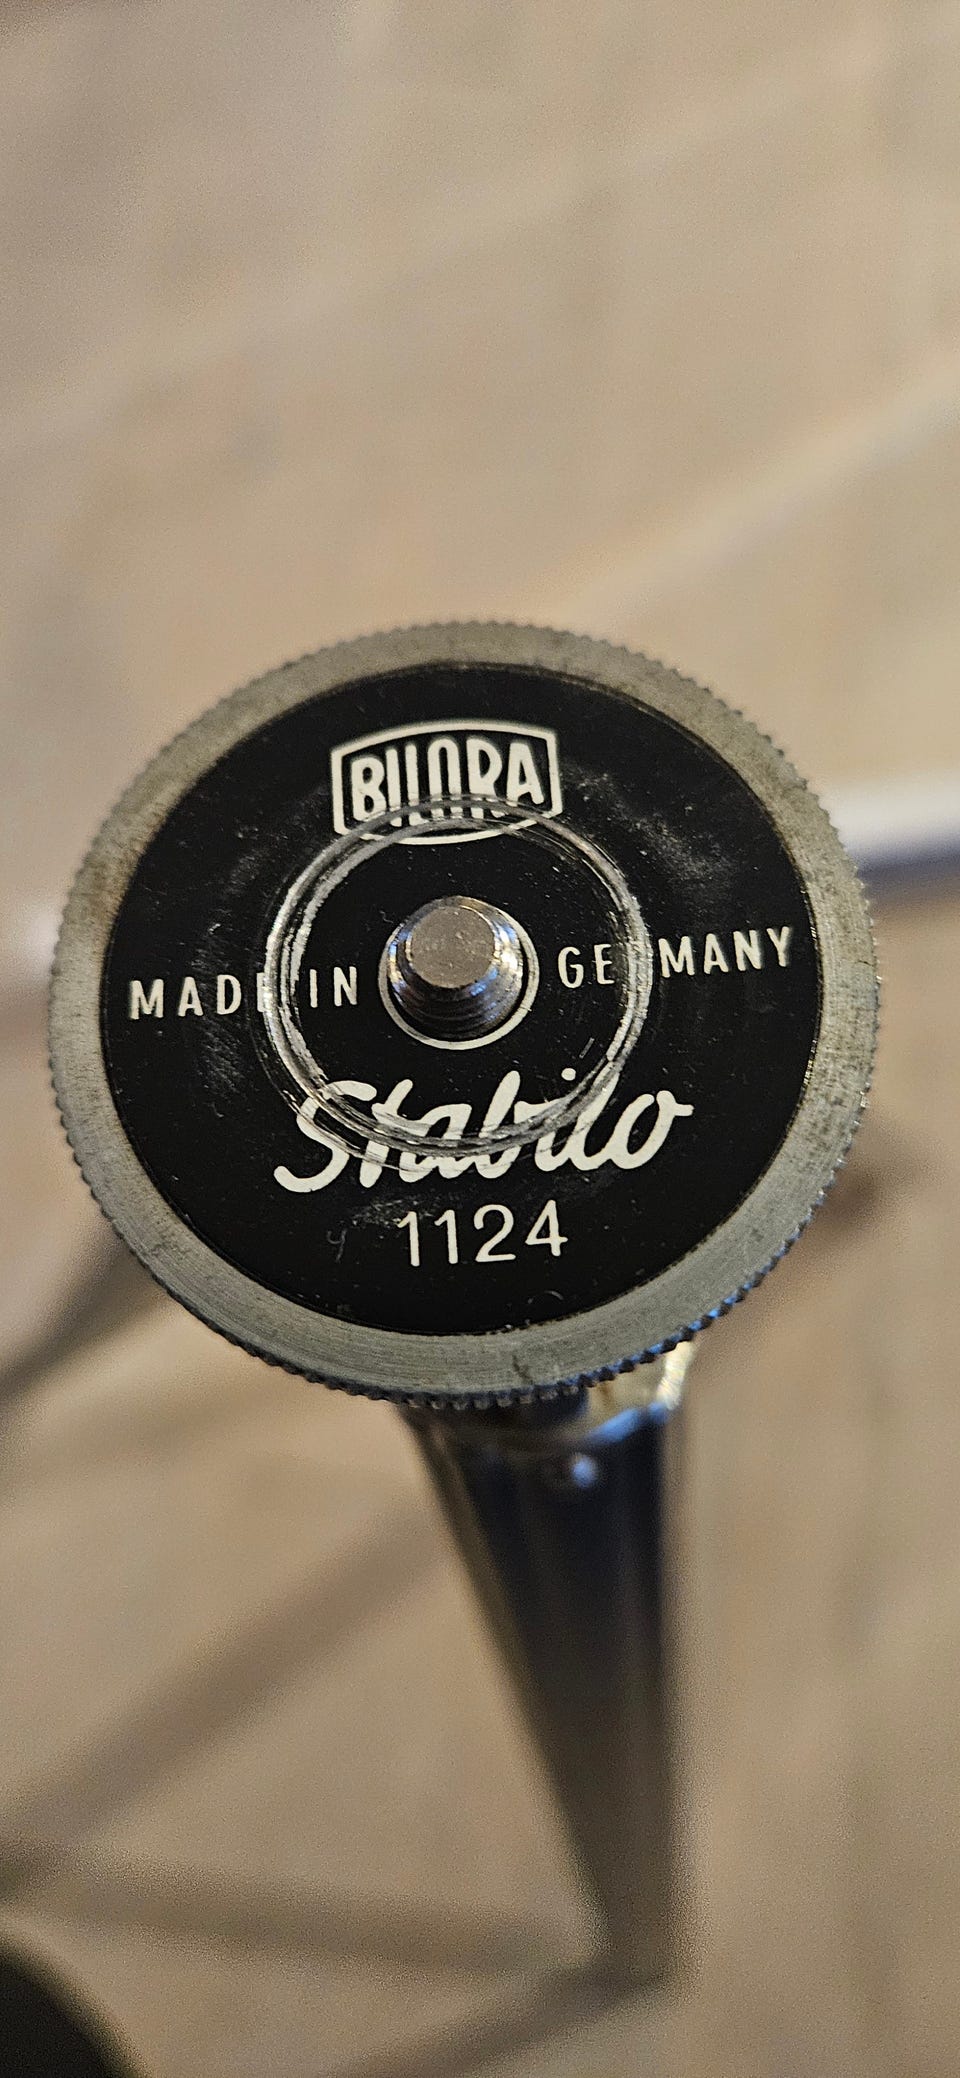 BILORA
MADE IN GERMANY
Stabilo
1124